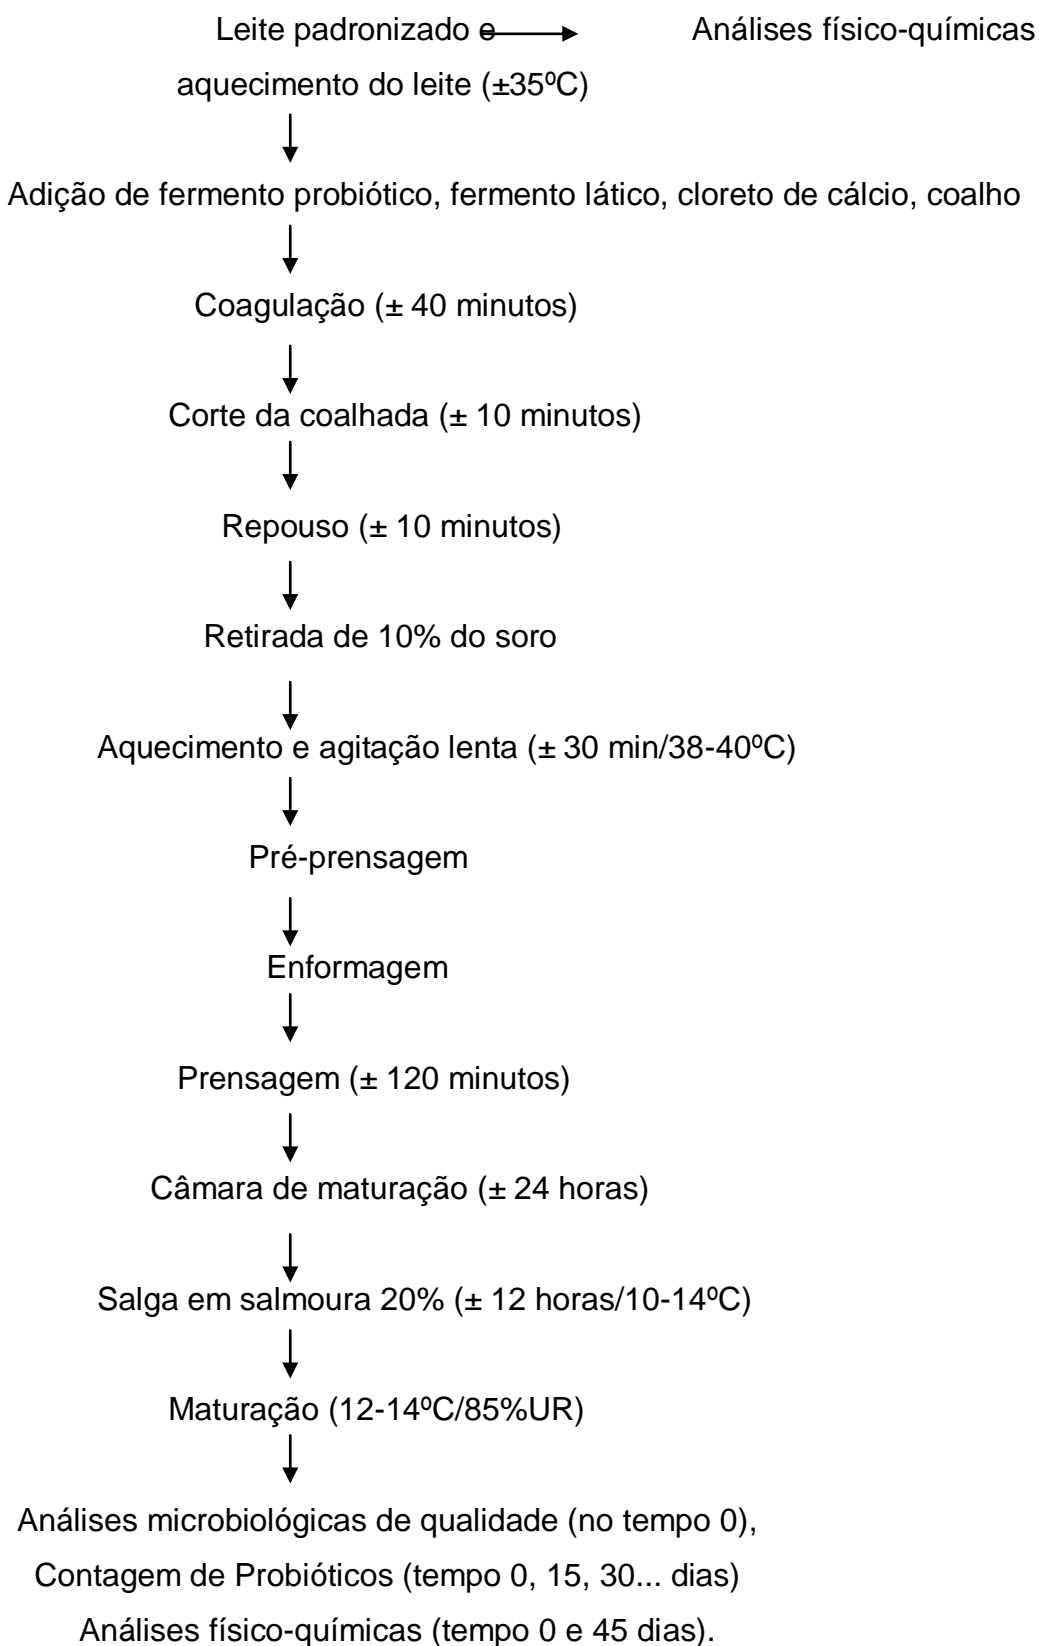 Leite padronizado e Análises físico-químicas
aquecimento do leite (±35ºC)
Adição de fermento probiótico, fermento lático, cloreto de cálcio, coalho
Coagulação (± 40 minutos)
Corte da coalhada (± 10 minutos)
Repouso (± 10 minutos)
Retirada de 10% do soro
Aquecimento e agitação lenta (± 30 min/38-40ºC)
Pré-prensagem
Enformagem
Prensagem (± 120 minutos)
Câmara de maturação (± 24 horas)
Salga em salmoura 20% (± 12 horas/10-14ºC)
Maturação (12-14ºC/85%UR)
Análises microbiológicas de qualidade (no tempo 0),
Contagem de Probióticos (tempo 0, 15, 30... dias)
Análises físico-químicas (tempo 0 e 45 dias).